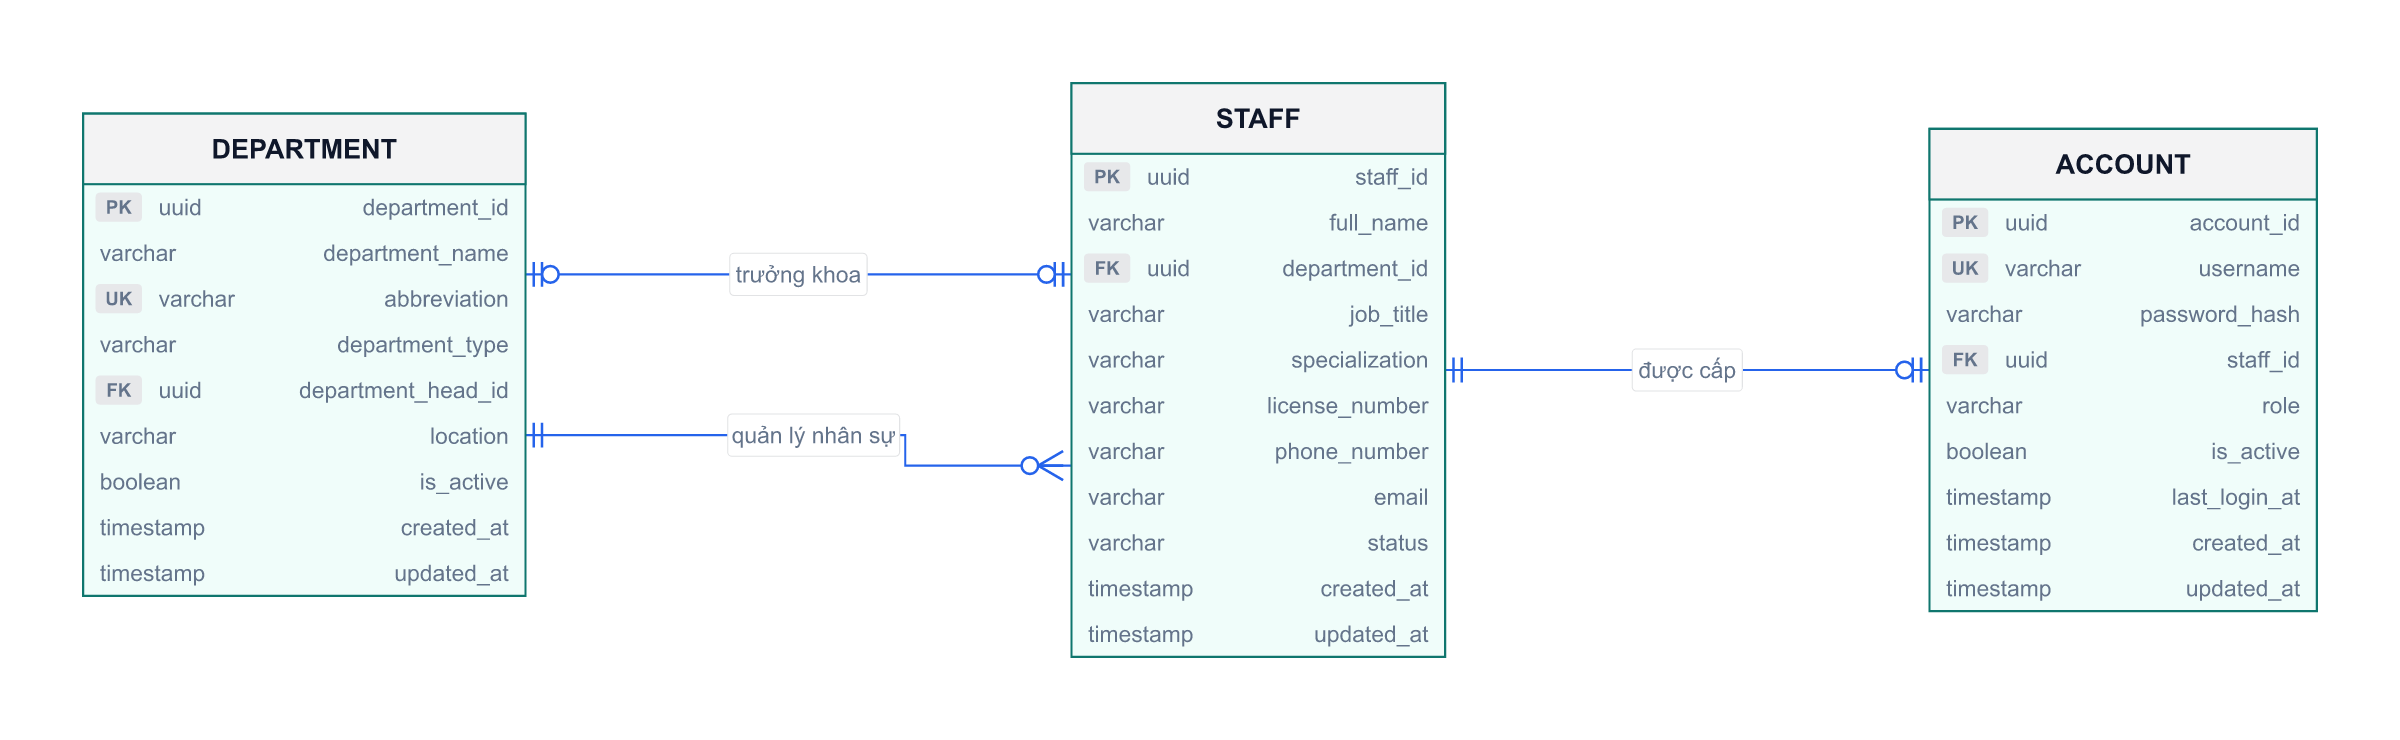 DEPARTMENT
PK uuid department_id
varchar department_name
UK varchar abbreviation
varchar department_type
FK uuid department_head_id
varchar location
boolean is_active
timestamp created_at
timestamp updated_at
trưởng khoa
quản lý nhân sự
STAFF
PK uuid staff_id
varchar full_name
FK uuid department_id
varchar job_title
varchar specialization
varchar license_number
varchar phone_number
varchar email
varchar status
timestamp created_at
timestamp updated_at
được cấp
ACCOUNT
PK uuid account_id
UK varchar username
varchar password_hash
FK uuid staff_id
varchar role
boolean is_active
timestamp last_login_at
timestamp created_at
timestamp updated_at